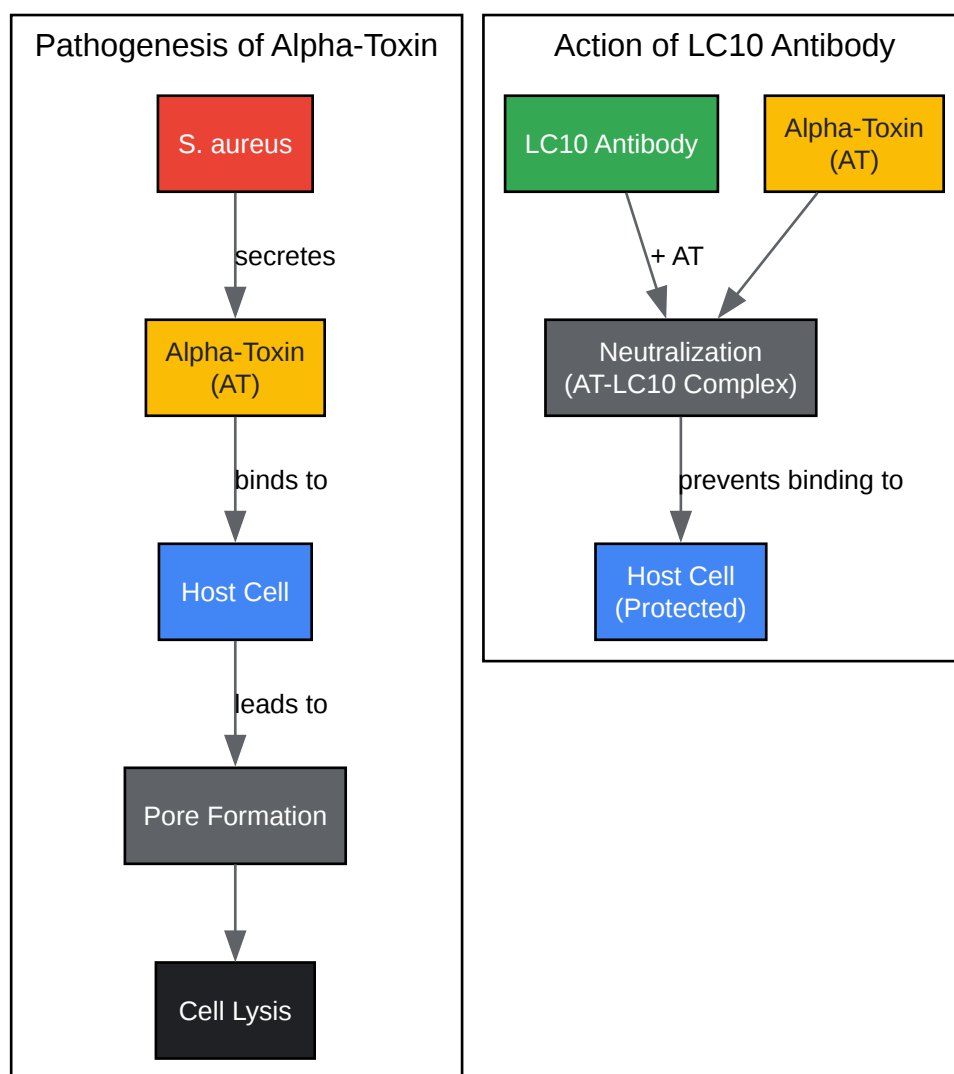 Pathogenesis of Alpha-Toxin
S. aureus
secretes
Alpha-Toxin
(AT)
binds to
Host Cell
leads to
Pore Formation
Cell Lysis
Action of LC10 Antibody
LC10 Antibody
Alpha-Toxin
(AT)
+ AT
Neutralization
(AT-LC10 Complex)
prevents binding to
Host Cell
(Protected)